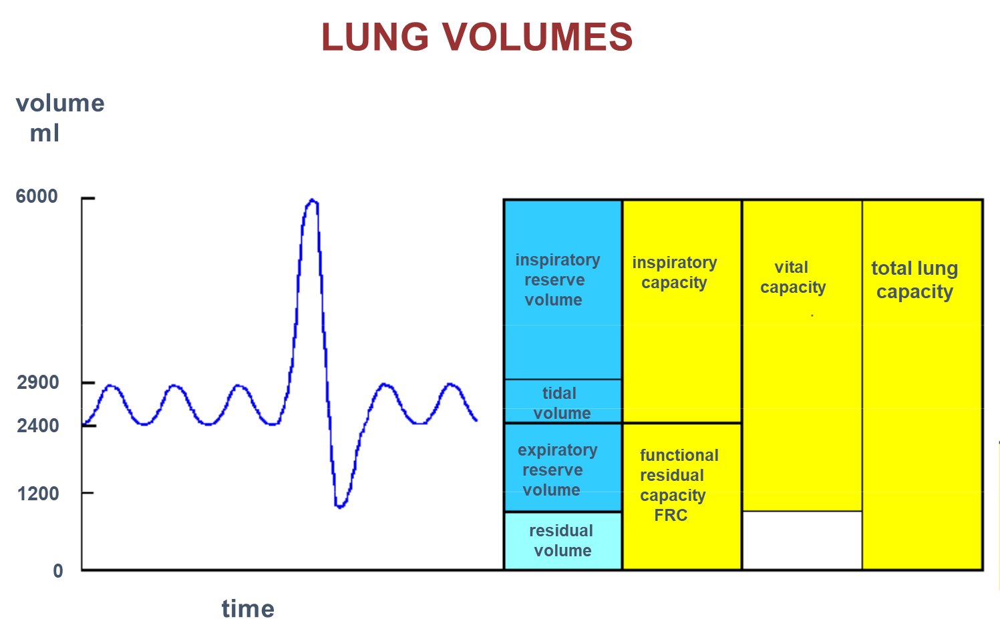 LUNG VOLUMES
volume
ml
6000
2900
2400
1200
0
time
inspiratory
reserve
volume
tidal
volume
expiratory
reserve
volume
residual
volume
inspiratory
capacity
functional
residual
capacity
FRC
vital
capacity
total lung
capacity